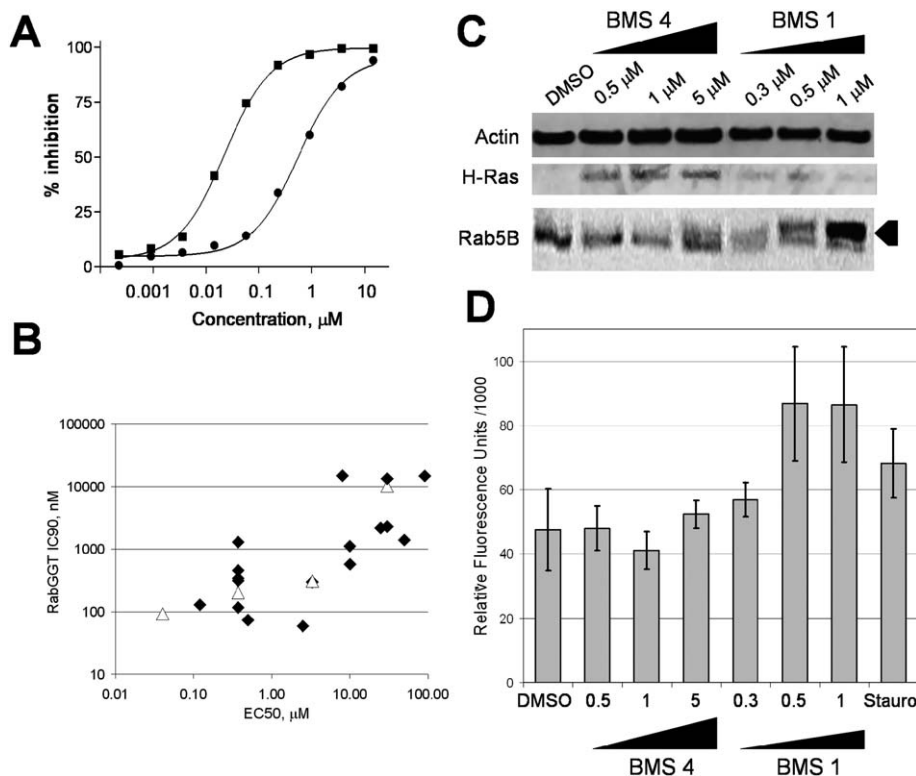 A
100
75
50
25
0
% inhibition
0.001 0.01 0.1 1 10
Concentration, μM
B
100000
10000
1000
100
10
RabGGT IC90, nM
0.01 0.10 1.00 10.00 100.00
EC50, μM
C
BMS 4 BMS 1
DMSO 0.5 μM 1 μM 5 μM 0.3 μM 0.5 μM 1 μM
Actin
H-Ras
Rab5B
D
100
80
60
40
20
0
Relative Fluorescence Units /1000
DMSO 0.5 1 5 0.3 0.5 1 Stauro
BMS 4 BMS 1